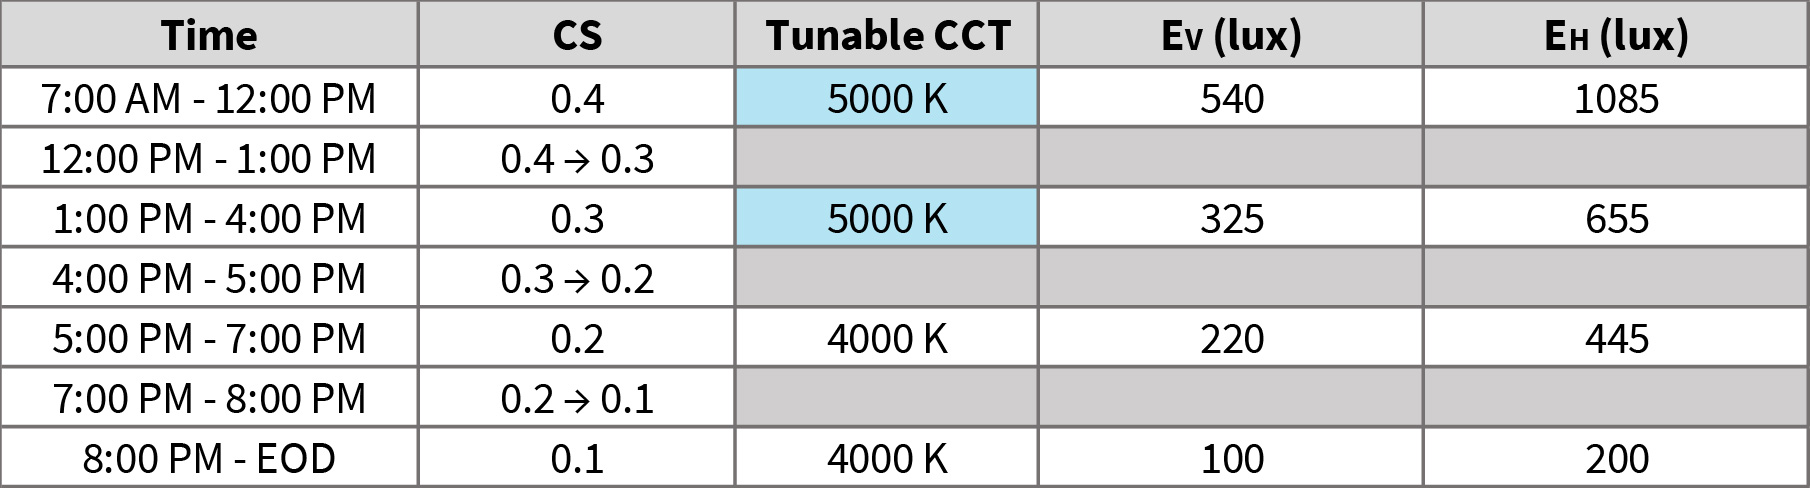 Time CS Tunable CCT EV (lux) EH (lux)
7:00 AM - 12:00 PM 0.4 5000 K 540 1085
12:00 PM - 1:00 PM 0.4 → 0.3
1:00 PM - 4:00 PM 0.3 5000 K 325 655
4:00 PM - 5:00 PM 0.3 → 0.2
5:00 PM - 7:00 PM 0.2 4000 K 220 445
7:00 PM - 8:00 PM 0.2 → 0.1
8:00 PM - EOD 0.1 4000 K 100 200